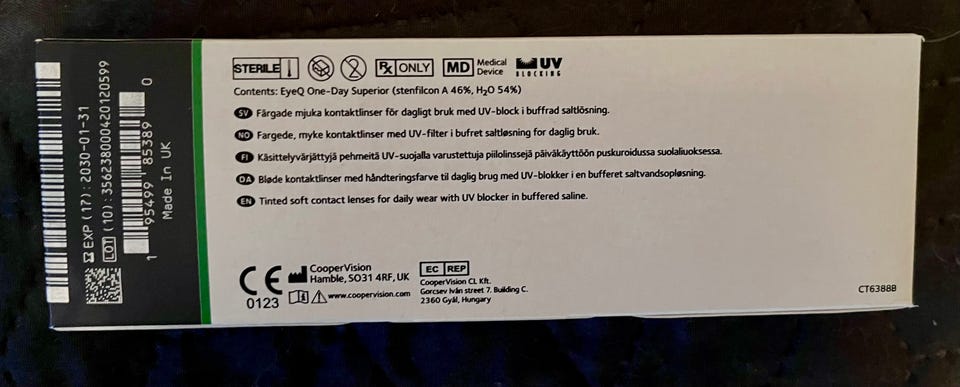 EXP (17): 2030-01-31
LOT (10): 35623800042012059​9
1 95499 85389 0
Made In UK
STERILE
2
Rx ONLY
MD Medical Device
UV BLOCKING
Contents: EyeQ One-Day Superior (stenfilcon A 46%, H₂O 54%)
SV Färgade mjuka kontaktlinser för dagligt bruk med UV-block i buffrad saltlösning.
NO Fargede, myke kontaktlinser med UV-filter i bufret saltløsning for daglig bruk.
FI Käsittelyvärjättyjä pehmeitä UV-suojalla varustettuja piilolinssejä päiväkäyttöön puskuroidussa suolaliuoksessa.
DA Bløde kontaktlinser med håndteringsfarve til daglig brug med UV-blokker i en bufferet saltvandsopløsning.
EN Tinted soft contact lenses for daily wear with UV blocker in buffered saline.
CE
0123
CooperVision
Hamble, SO31 4RF, UK
www.coopervision.com
EC REP
CooperVision CL Kft.
Gorcsev Iván street 7. Building C.
2360 Gyál, Hungary
CT6388B